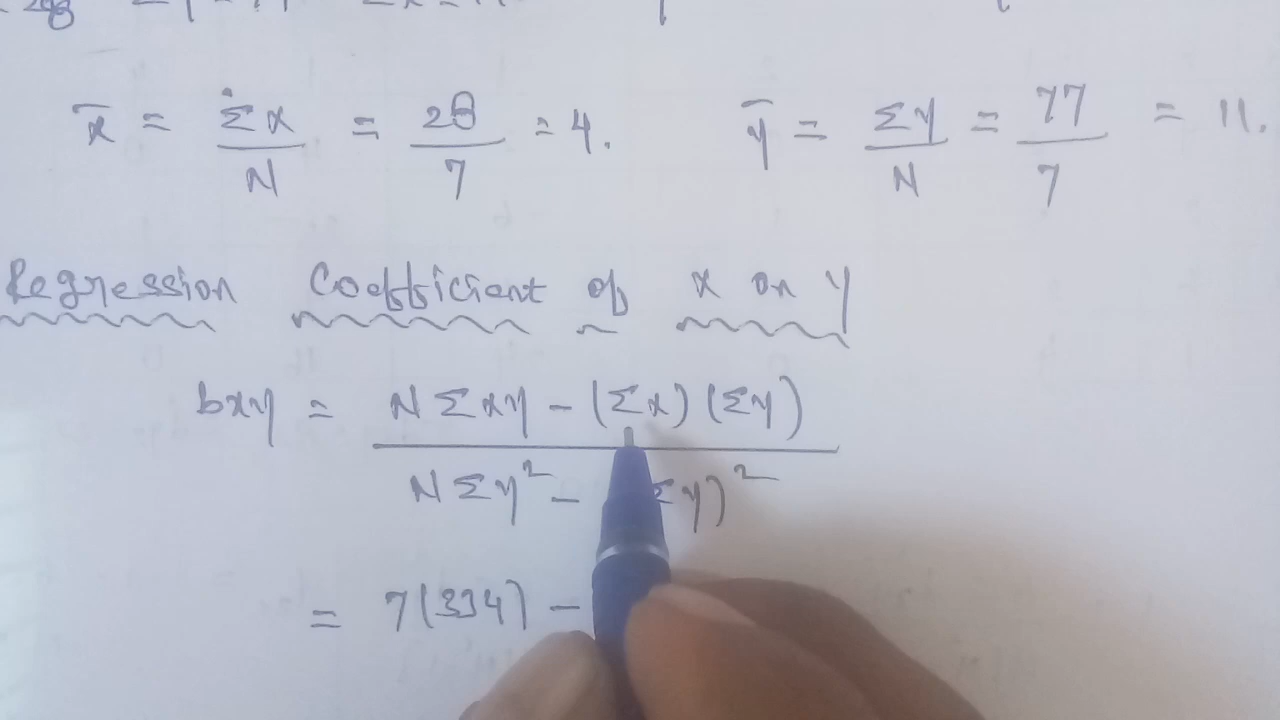 x̄ = Σx/N = 28/7 = 4. ȳ = Σy/N = 77/7 = 11.
Regression Coefficient of x on y
bxy = NΣxy - (Σx)(Σy)
NΣy² - Σy)²
= 7(334) -